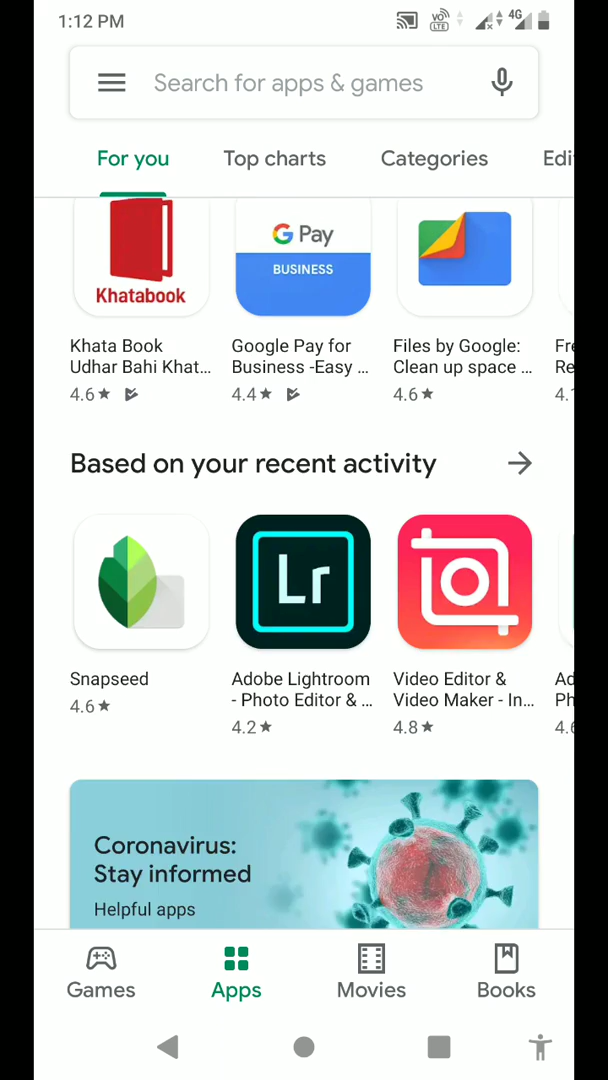 1:12 PM
VO LTE 4G
Search for apps & games
For you Top charts Categories Edi
Khatabook
G Pay
BUSINESS
Khata Book Udhar Bahi Khat...
4.6★
Google Pay for Business -Easy ...
4.4★
Files by Google: Clean up space ...
4.6★
Fre
Re
4.1
Based on your recent activity
Lr
Snapseed
4.6★
Adobe Lightroom - Photo Editor & ...
4.2★
Video Editor & Video Maker - In...
4.8★
Ad
Ph
4.6
Coronavirus:
Stay informed
Helpful apps
Games Apps Movies Books